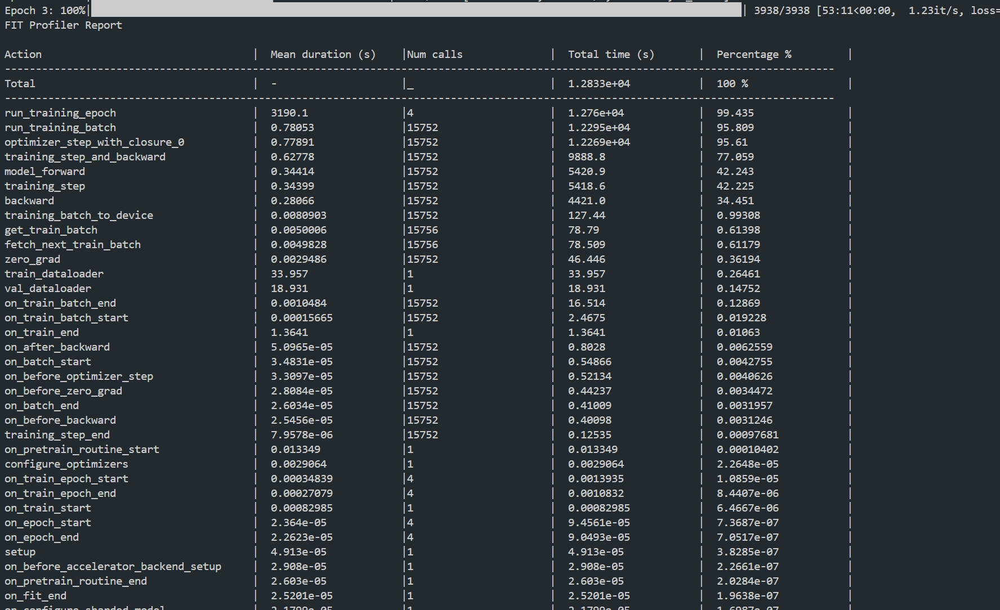 Epoch 3: 100%| | 3938/3938 [53:11<00:00, 1.23it/s, loss=
FIT Profiler Report
Action | Mean duration (s) |Num calls | Total time (s) | Percentage % |
--------------------------------------------------------------------------------------------------------------------------------------
Total | - |_ | 1.2833e+04 | 100 % |
--------------------------------------------------------------------------------------------------------------------------------------
run_training_epoch | 3190.1 |4 | 1.276e+04 | 99.435 |
run_training_batch | 0.78053 |15752 | 1.2295e+04 | 95.809 |
optimizer_step_with_closure_0 | 0.77891 |15752 | 1.2269e+04 | 95.61 |
training_step_and_backward | 0.62778 |15752 | 9888.8 | 77.059 |
model_forward | 0.34414 |15752 | 5420.9 | 42.243 |
training_step | 0.34399 |15752 | 5418.6 | 42.225 |
backward | 0.28066 |15752 | 4421.0 | 34.451 |
training_batch_to_device | 0.0080903 |15752 | 127.44 | 0.99308 |
get_train_batch | 0.0050006 |15756 | 78.79 | 0.61398 |
fetch_next_train_batch | 0.0049828 |15756 | 78.509 | 0.61179 |
zero_grad | 0.0029486 |15752 | 46.446 | 0.36194 |
train_dataloader | 33.957 |1 | 33.957 | 0.26461 |
val_dataloader | 18.931 |1 | 18.931 | 0.14752 |
on_train_batch_end | 0.0010484 |15752 | 16.514 | 0.12869 |
on_train_batch_start | 0.00015665 |15752 | 2.4675 | 0.019228 |
on_train_end | 1.3641 |1 | 1.3641 | 0.01063 |
on_after_backward | 5.0965e-05 |15752 | 0.8028 | 0.0062559 |
on_batch_start | 3.4831e-05 |15752 | 0.54866 | 0.0042755 |
on_before_optimizer_step | 3.3097e-05 |15752 | 0.52134 | 0.0040626 |
on_before_zero_grad | 2.8084e-05 |15752 | 0.44237 | 0.0034472 |
on_batch_end | 2.6034e-05 |15752 | 0.41009 | 0.0031957 |
on_before_backward | 2.5456e-05 |15752 | 0.40098 | 0.0031246 |
training_step_end | 7.9578e-06 |15752 | 0.12535 | 0.00097681 |
on_pretrain_routine_start | 0.013349 |1 | 0.013349 | 0.00010402 |
configure_optimizers | 0.0029064 |1 | 0.0029064 | 2.2648e-05 |
on_train_epoch_start | 0.00034839 |4 | 0.0013935 | 1.0859e-05 |
on_train_epoch_end | 0.00027079 |4 | 0.0010832 | 8.4407e-06 |
on_train_start | 0.00082985 |1 | 0.00082985 | 6.4667e-06 |
on_epoch_start | 2.364e-05 |4 | 9.4561e-05 | 7.3687e-07 |
on_epoch_end | 2.2623e-05 |4 | 9.0493e-05 | 7.0517e-07 |
setup | 4.913e-05 |1 | 4.913e-05 | 3.8285e-07 |
on_before_accelerator_backend_setup | 2.908e-05 |1 | 2.908e-05 | 2.2661e-07 |
on_pretrain_routine_end | 2.603e-05 |1 | 2.603e-05 | 2.0284e-07 |
on_fit_end | 2.5201e-05 |1 | 2.5201e-05 | 1.9638e-07 |
on_configure_sharded_model | 2.1799e-05 |1 | 2.1799e-05 | 1.6987e-07 |